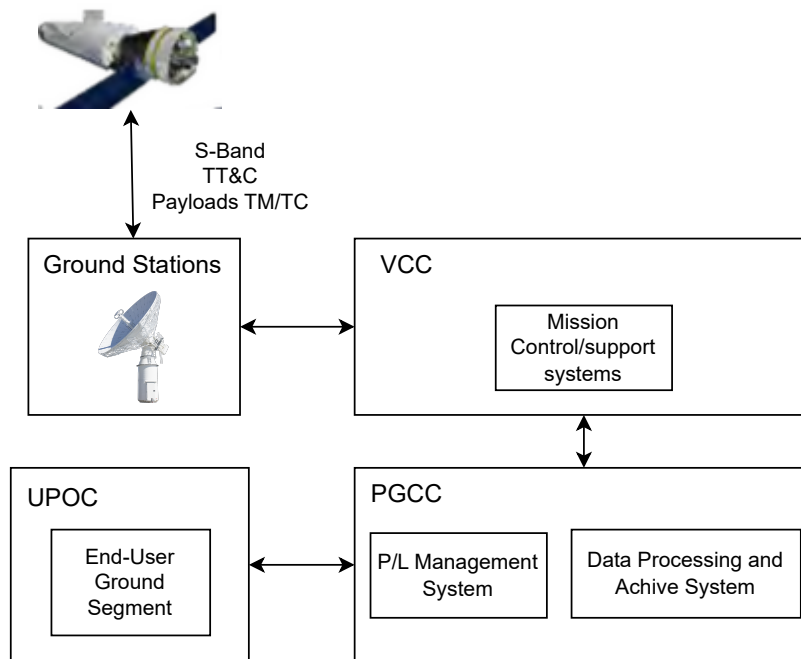 S-Band
TT&C
Payloads TM/TC
Ground Stations
VCC
Mission
Control/support
systems
UPOC
End-User
Ground
Segment
PGCC
P/L Management
System
Data Processing and
Achive System